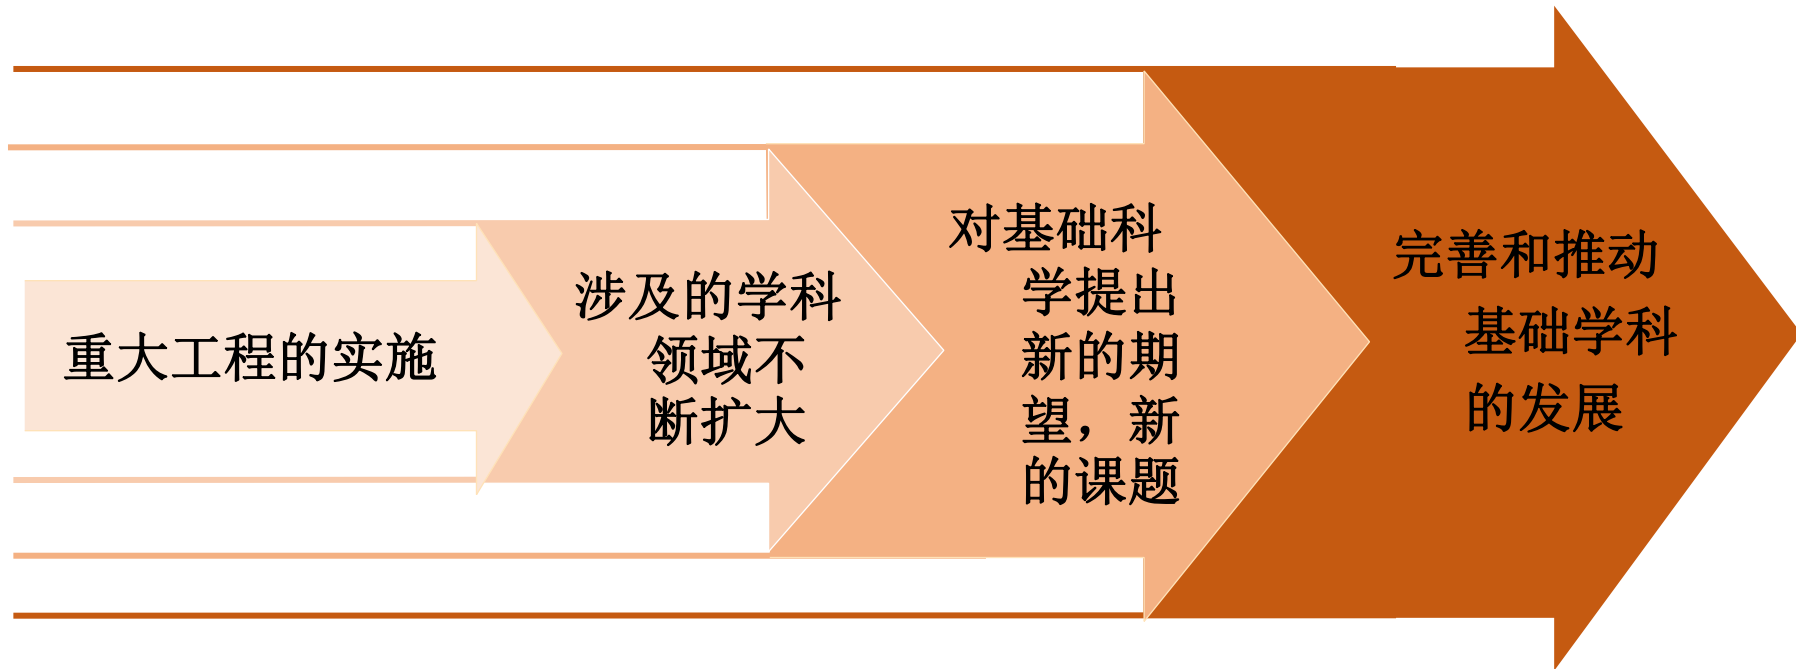 重大工程的实施
涉及的学科
领域不
断扩大
对基础科
学提出
新的期
望，新
的课题
完善和推动
基础学科
的发展